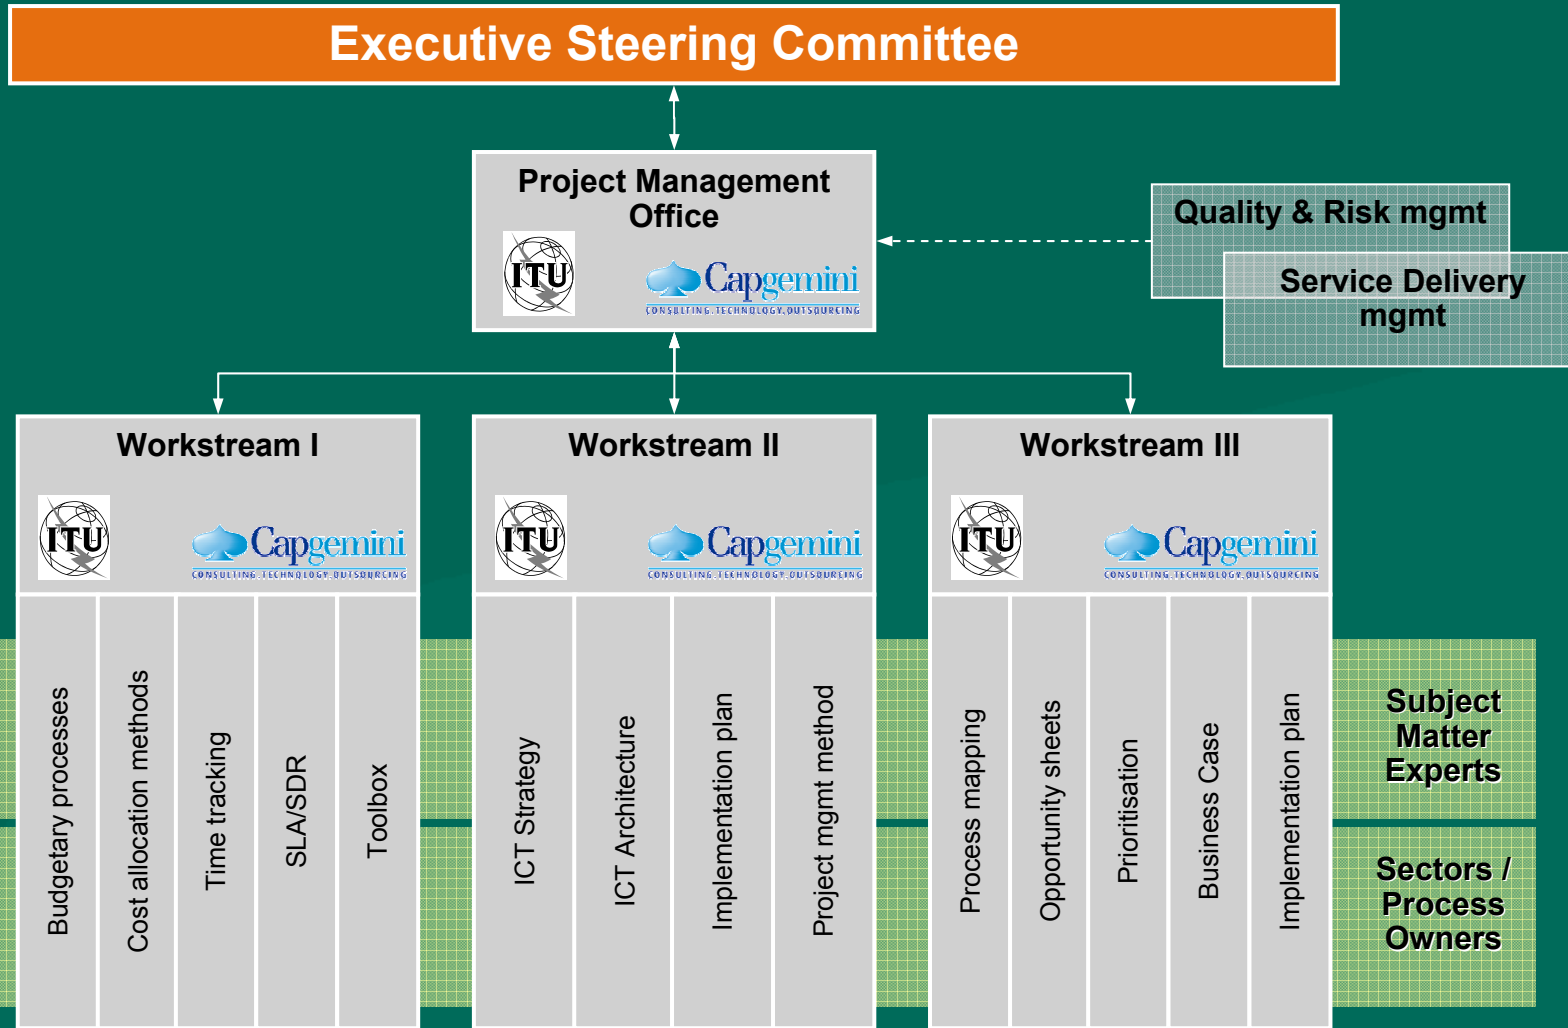 Executive Steering Committee
Project Management
Office
ITU
Capgemini
CONSULTING.TECHNOLOGY.OUTSOURCING
Quality & Risk mgmt
Service Delivery
mgmt
Workstream I
ITU
Capgemini
CONSULTING.TECHNOLOGY.OUTSOURCING
Workstream II
ITU
Capgemini
CONSULTING.TECHNOLOGY.OUTSOURCING
Workstream III
ITU
Capgemini
CONSULTING.TECHNOLOGY.OUTSOURCING
Budgetary processes
Cost allocation methods
Time tracking
SLA/SDR
Toolbox
ICT Strategy
ICT Architecture
Implementation plan
Project mgmt method
Process mapping
Opportunity sheets
Prioritisation
Business Case
Implementation plan
Subject
Matter
Experts
Sectors /
Process
Owners